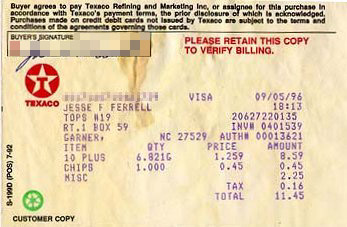 Buyer agrees to pay Texaco Refining and Marketing Inc, or assignee for this purchase in
accordance with Texaco's payment terms, the prior disclosure of which is acknowledged.
Purchases made on credit cards not issued by Texaco are subject to the terms and
conditions of the agreements governing those cards.
BUYER'S SIGNATURE
PLEASE RETAIN THIS COPY
TO VERIFY BILLING.
TEXACO
VISA 09/05/96
JESSE F FERRELL 18:13
TOPS #19 20627220135
RT.1 BOX 59 INV# 0401539
GARNER, NC 27529 AUTH# 00013621
ITEM QTY PRICE AMOUNT
10 PLUS 6.821G 1.259 8.59
CHIPS 1.000 0.45 0.45
MISC 2.25
TAX 0.16
TOTAL 11.45
S-199D (POS) 7-92
CUSTOMER COPY